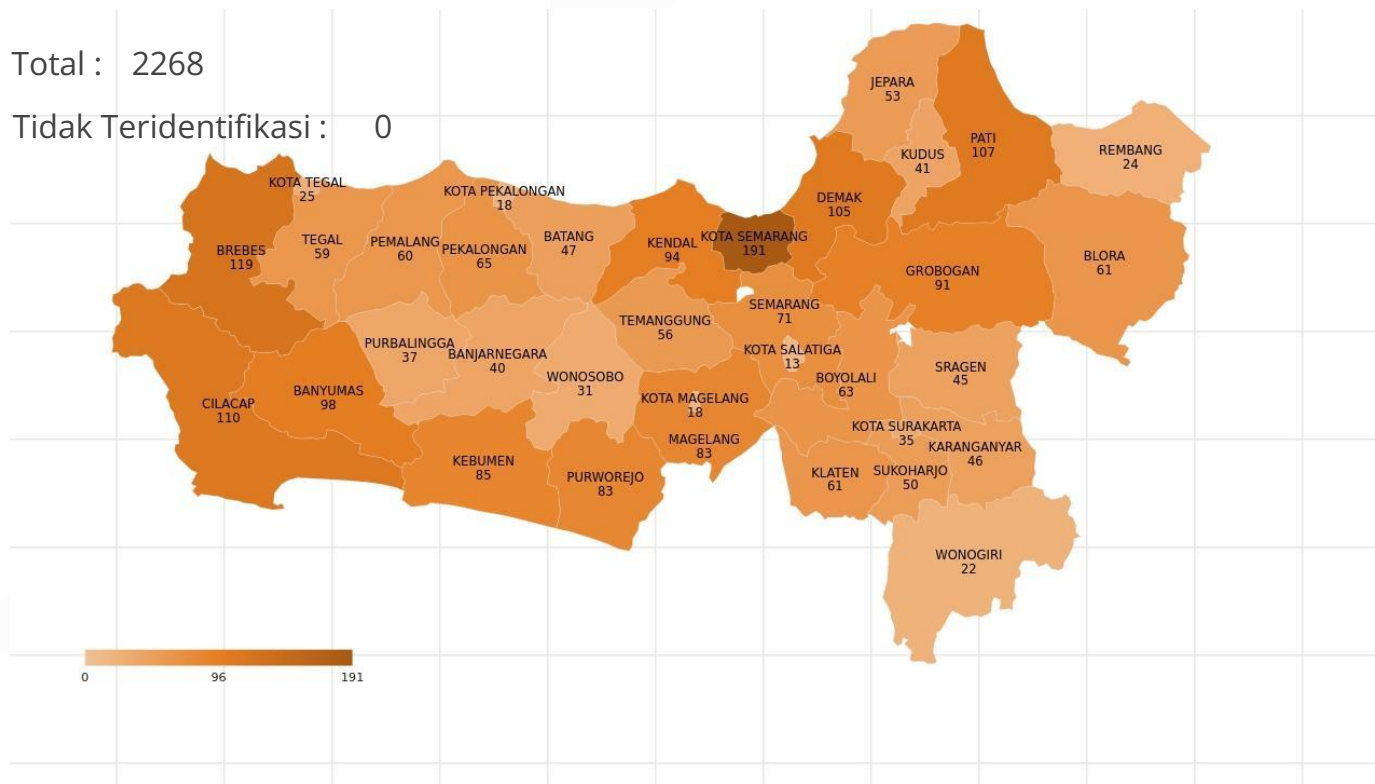 Total : 2268
Tidak Teridentifikasi : 0
JEPARA
53
PATI
107
KUDUS
41
REMBANG
24
KOTA TEGAL
25
KOTA PEKALONGAN
18
DEMAK
105
BREBES
119
TEGAL
59
PEMALANG
60
PEKALONGAN
65
BATANG
47
KENDAL
94
KOTA SEMARANG
191
GROBOGAN
91
BLORA
61
SEMARANG
71
TEMANGGUNG
56
PURBALINGGA
37
BANJARNEGARA
40
WONOSOBO
31
KOTA SALATIGA
13
BOYOLALI
63
SRAGEN
45
CILACAP
110
BANYUMAS
98
KOTA MAGELANG
18
MAGELANG
83
KOTA SURAKARTA
35
KARANGANYAR
46
KEBUMEN
85
PURWOREJO
83
KLATEN
61
SUKOHARJO
50
WONOGIRI
22
0 96 191